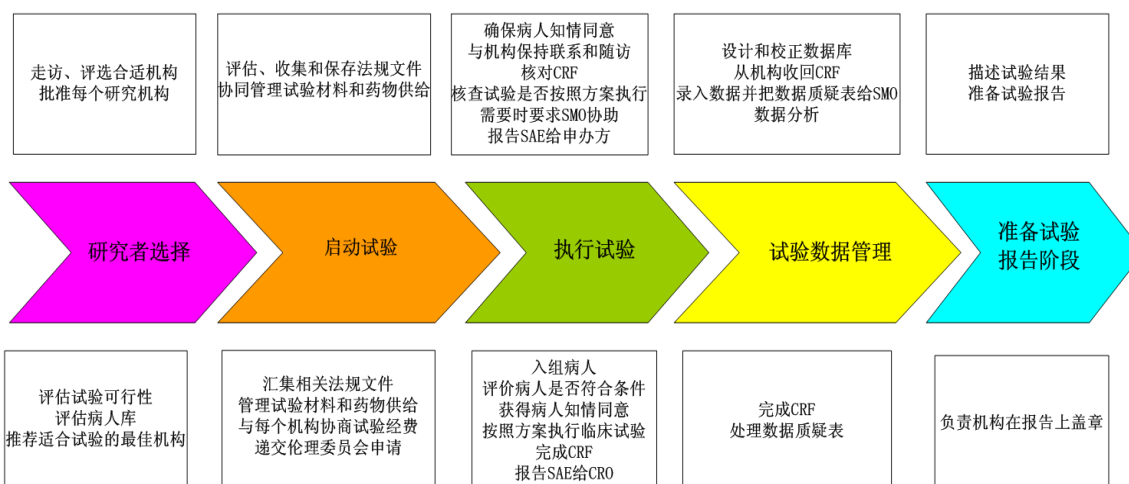 走访、评选合适机构
批准每个研究机构
评估、收集和保存法规文件
协同管理试验材料和药物供给
确保病人知情同意
与机构保持联系和随访
核对CRF
核查试验是否按照方案执行
需要时要求SMO协助
报告SAE给申办方
设计和校正数据库
从机构收回CRF
录入数据并把数据质疑表给SMO
数据分析
描述试验结果
准备试验报告
研究者选择
启动试验
执行试验
试验数据管理
准备试验
报告阶段
评估试验可行性
评估病人库
推荐适合试验的最佳机构
汇集相关法规文件
管理试验材料和药物供给
与每个机构协商试验经费
递交伦理委员会申请
入组病人
评价病人是否符合条件
获得病人知情同意
按照方案执行临床试验
完成CRF
报告SAE给CRO
完成CRF
处理数据质疑表
负责机构在报告上盖章